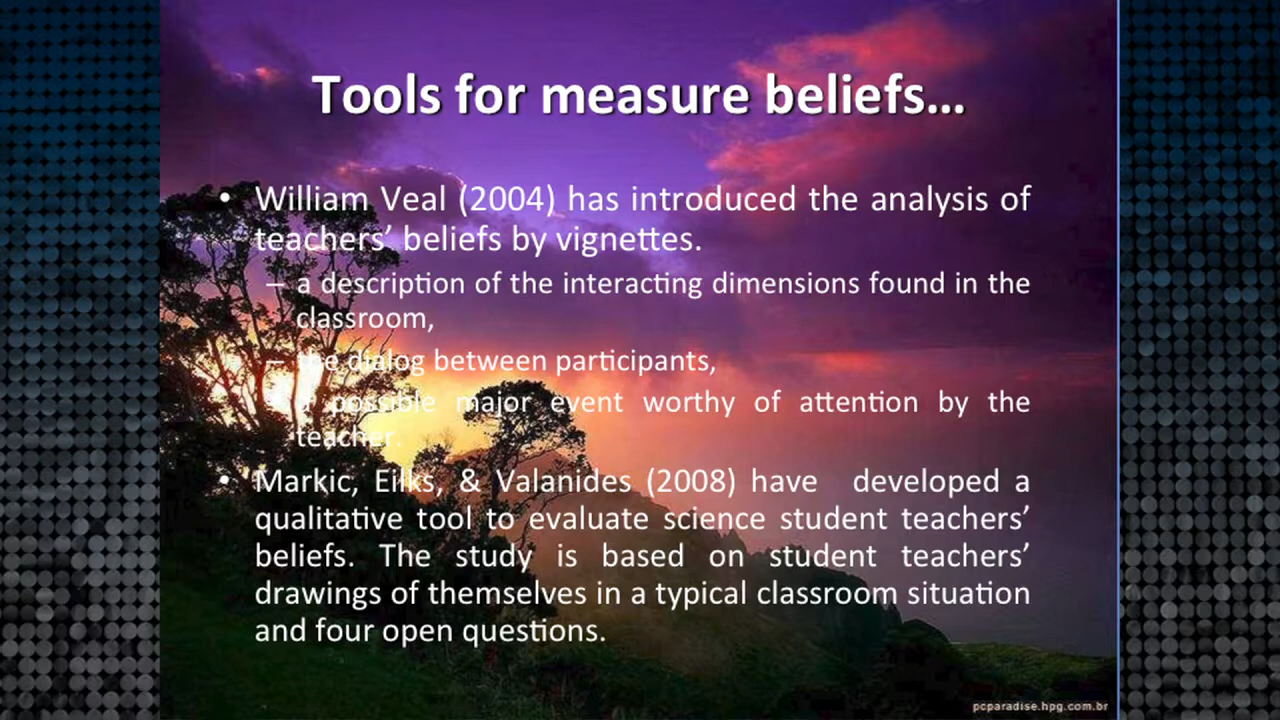 Tools for measure beliefs...
• William Veal (2004) has introduced the analysis of
teachers’ beliefs by vignettes.
– a description of the interacting dimensions found in the
classroom,
– the dialog between participants,
– a possible major event worthy of attention by the
teacher.
• Markic, Eilks, & Valanides (2008) have developed a
qualitative tool to evaluate science student teachers’
beliefs. The study is based on student teachers’
drawings of themselves in a typical classroom situation
and four open questions.
pcparadise.hpg.com.br